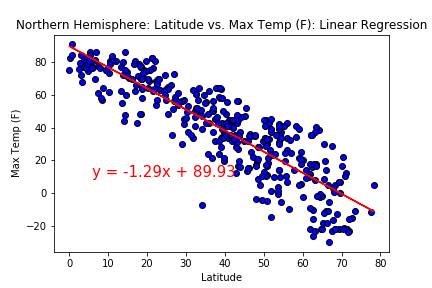 Northern Hemisphere: Latitude vs. Max Temp (F): Linear Regression
80
60
40
20
0
−20
Max Temp (F)
y = -1.29x + 89.93
0 10 20 30 40 50 60 70 80
Latitude